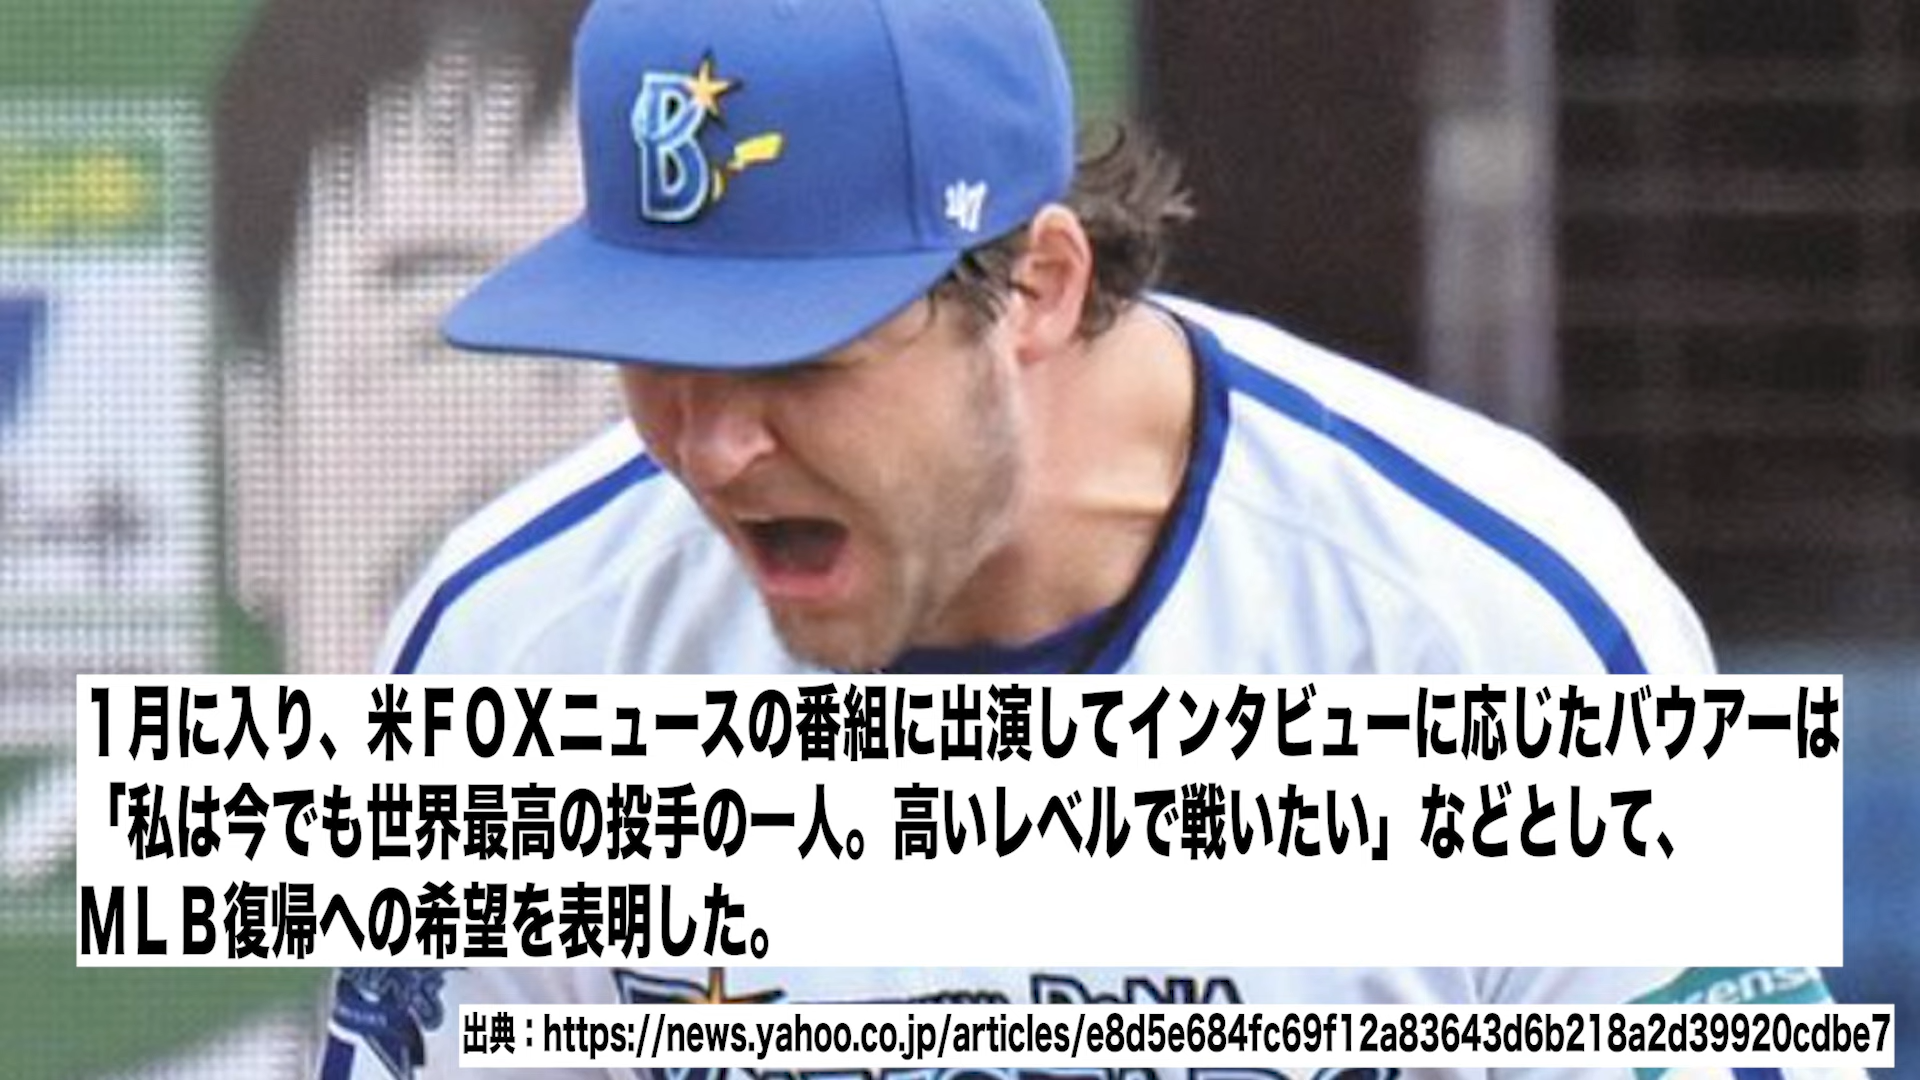 １月に入り、米ＦＯＸニュースの番組に出演してインタビューに応じたバウアーは
「私は今でも世界最高の投手の一人。高いレベルで戦いたい」などとして、
ＭＬＢ復帰への希望を表明した。
出典：https://news.yahoo.co.jp/articles/e8d5e684fc69f12a83643d6b218a2d39920cdbe7
B
47
DeNA